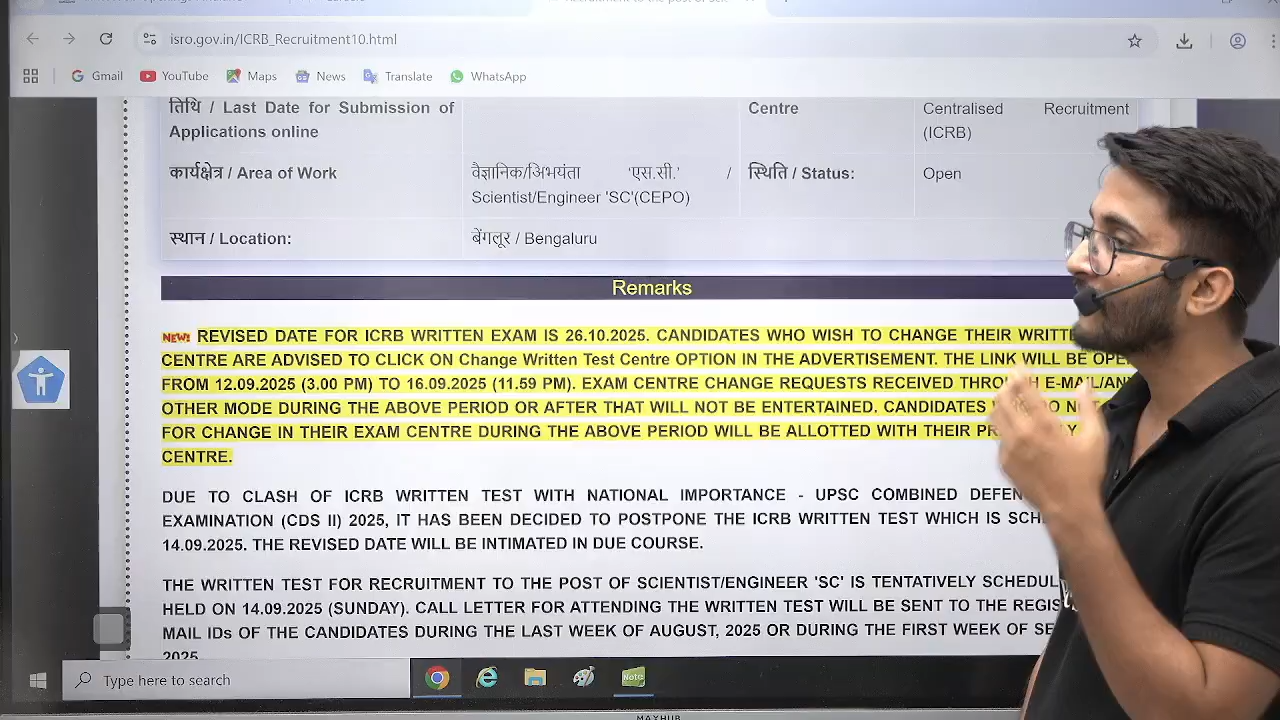 isro.gov.in/ICRB_Recruitment10.html
Gmail YouTube Maps News Translate WhatsApp
तिथि / Last Date for Submission of Applications online
Centre
Centralised Recruitment (ICRB)
कार्यक्षेत्र / Area of Work
वैज्ञानिक/अभियंता 'एस.सी.' / Scientist/Engineer 'SC'(CEPO)
स्थिति / Status:
Open
स्थान / Location:
बेंगलूर / Bengaluru
Remarks
NEW! REVISED DATE FOR ICRB WRITTEN EXAM IS 26.10.2025. CANDIDATES WHO WISH TO CHANGE THEIR
CENTRE ARE ADVISED TO CLICK ON Change Written Test Centre OPTION IN THE ADVERTISEMENT. THE LINK WILL BE
FROM 12.09.2025 (3.00 PM) TO 16.09.2025 (11.59 PM). EXAM CENTRE CHANGE REQUESTS RECEIVED THROUGH E-MAIL/ANY
OTHER MODE DURING THE ABOVE PERIOD OR AFTER THAT WILL NOT BE ENTERTAINED. CANDIDATES
FOR CHANGE IN THEIR EXAM CENTRE DURING THE ABOVE PERIOD WILL BE ALLOTTED WITH THEIR
CENTRE.
DUE TO CLASH OF ICRB WRITTEN TEST WITH NATIONAL IMPORTANCE - UPSC COMBINED
EXAMINATION (CDS II) 2025, IT HAS BEEN DECIDED TO POSTPONE THE ICRB WRITTEN TEST WHICH IS
14.09.2025. THE REVISED DATE WILL BE INTIMATED IN DUE COURSE.
THE WRITTEN TEST FOR RECRUITMENT TO THE POST OF SCIENTIST/ENGINEER 'SC' IS TENTATIVELY
HELD ON 14.09.2025 (SUNDAY). CALL LETTER FOR ATTENDING THE WRITTEN TEST WILL BE SENT TO THE
MAIL IDs OF THE CANDIDATES DURING THE LAST WEEK OF AUGUST, 2025 OR DURING THE FIRST WEEK OF
2025.
Type here to search
Note
MAXHUB